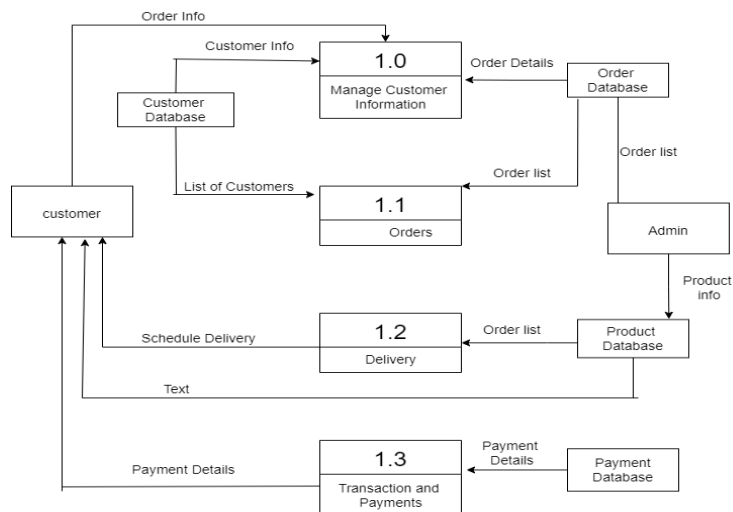 Order Info
Customer Info
1.0
Manage Customer
Information
Order Details
Order
Database
Customer
Database
Order list
List of Customers
Order list
1.1
Orders
customer
Admin
Product
info
1.2
Delivery
Schedule Delivery
Order list
Product
Database
Text
1.3
Transaction and
Payments
Payment Details
Payment
Details
Payment
Database